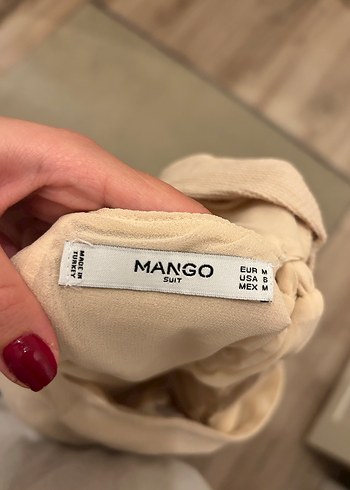 MADE IN
TURKEY
MANGO
SUIT
EUR M
USA S
MEX M